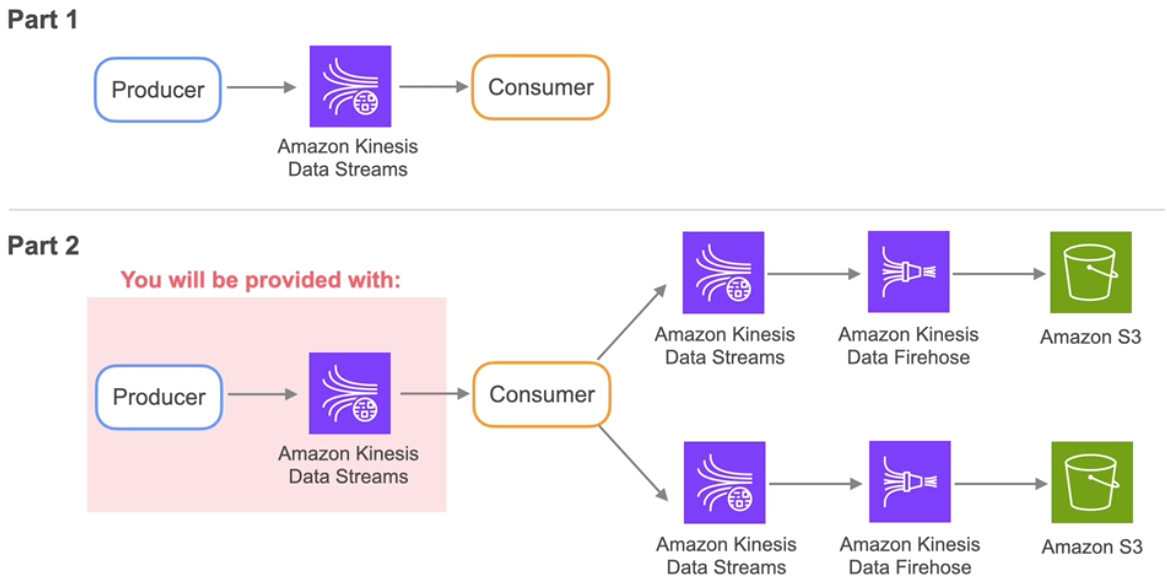 Part 1
Producer
Consumer
Amazon Kinesis
Data Streams
Part 2
You will be provided with:
Producer
Amazon Kinesis
Data Streams
Consumer
Amazon Kinesis
Data Streams
Amazon Kinesis
Data Firehose
Amazon S3
Amazon Kinesis
Data Streams
Amazon Kinesis
Data Firehose
Amazon S3